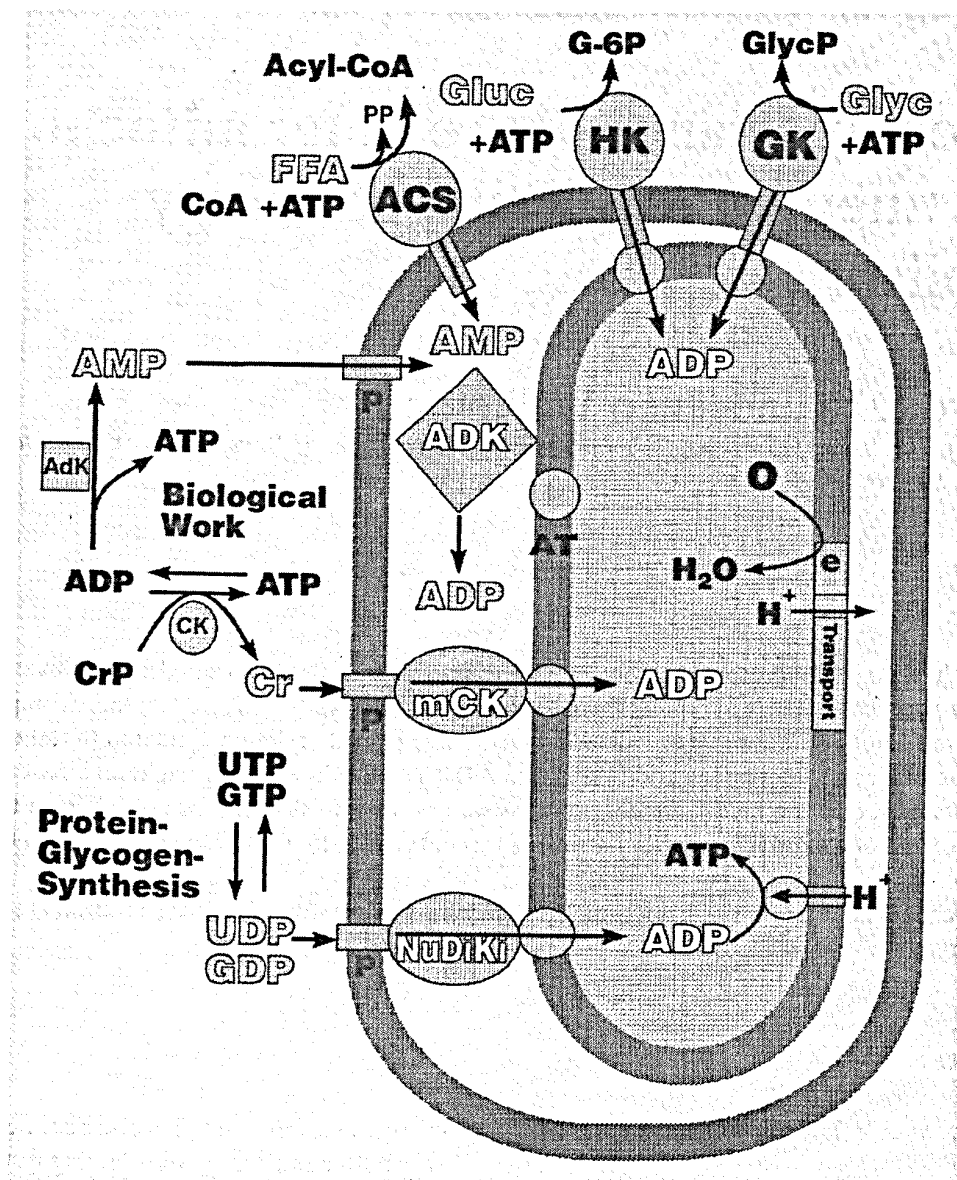 G-6P
GlycP
Acyl-CoA
Gluc
Glyc
PP
+ATP
HK
GK
+ATP
FFA
CoA +ATP
ACS
AMP
AMP
ADP
P
ADK
AdK
ATP
Biological
Work
O
AT
H₂O
e
ADP
ATP
ADP
H⁺
CK
Transport
CrP
Cr
mCK
ADP
P
UTP
GTP
Protein-
Glycogen-
Synthesis
ATP
H⁺
UDP
GDP
NuDiKi
ADP
P